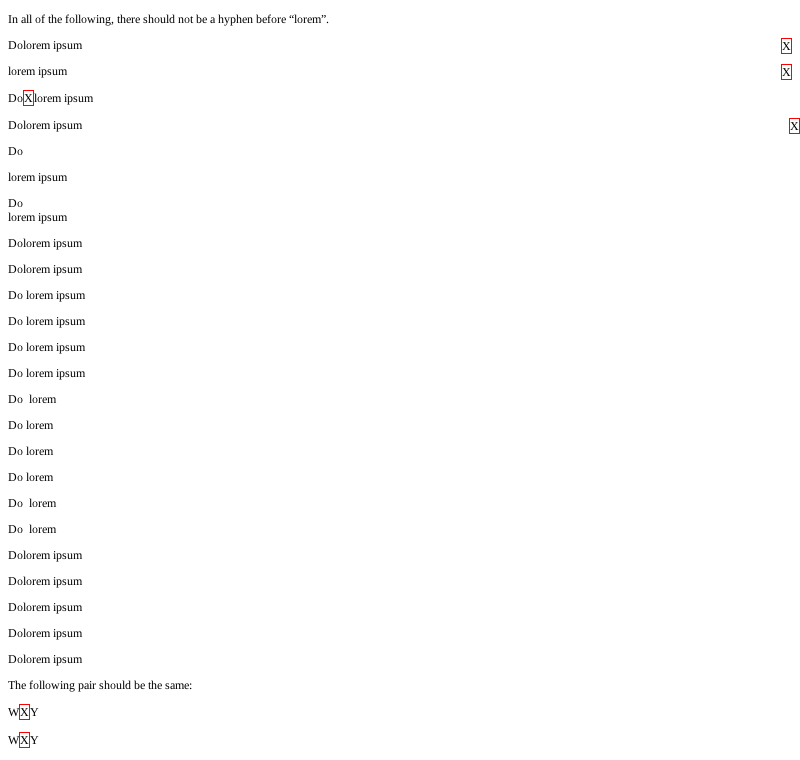 In all of the following, there should not be a hyphen before “lorem”.
Dolorem ipsum X
lorem ipsum X
DoXlorem ipsum
Dolorem ipsum X
Do
lorem ipsum
Do
lorem ipsum
Dolorem ipsum
Dolorem ipsum
Do lorem ipsum
Do lorem ipsum
Do lorem ipsum
Do lorem ipsum
Do  lorem
Do lorem
Do lorem
Do lorem
Do  lorem
Do  lorem
Dolorem ipsum
Dolorem ipsum
Dolorem ipsum
Dolorem ipsum
Dolorem ipsum
The following pair should be the same:
WXY
WXY